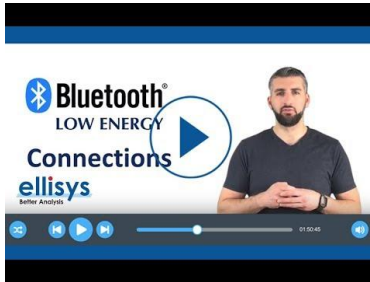 Bluetooth®
LOW ENERGY
Connections
ellisys
Better Analysis
01:50:45